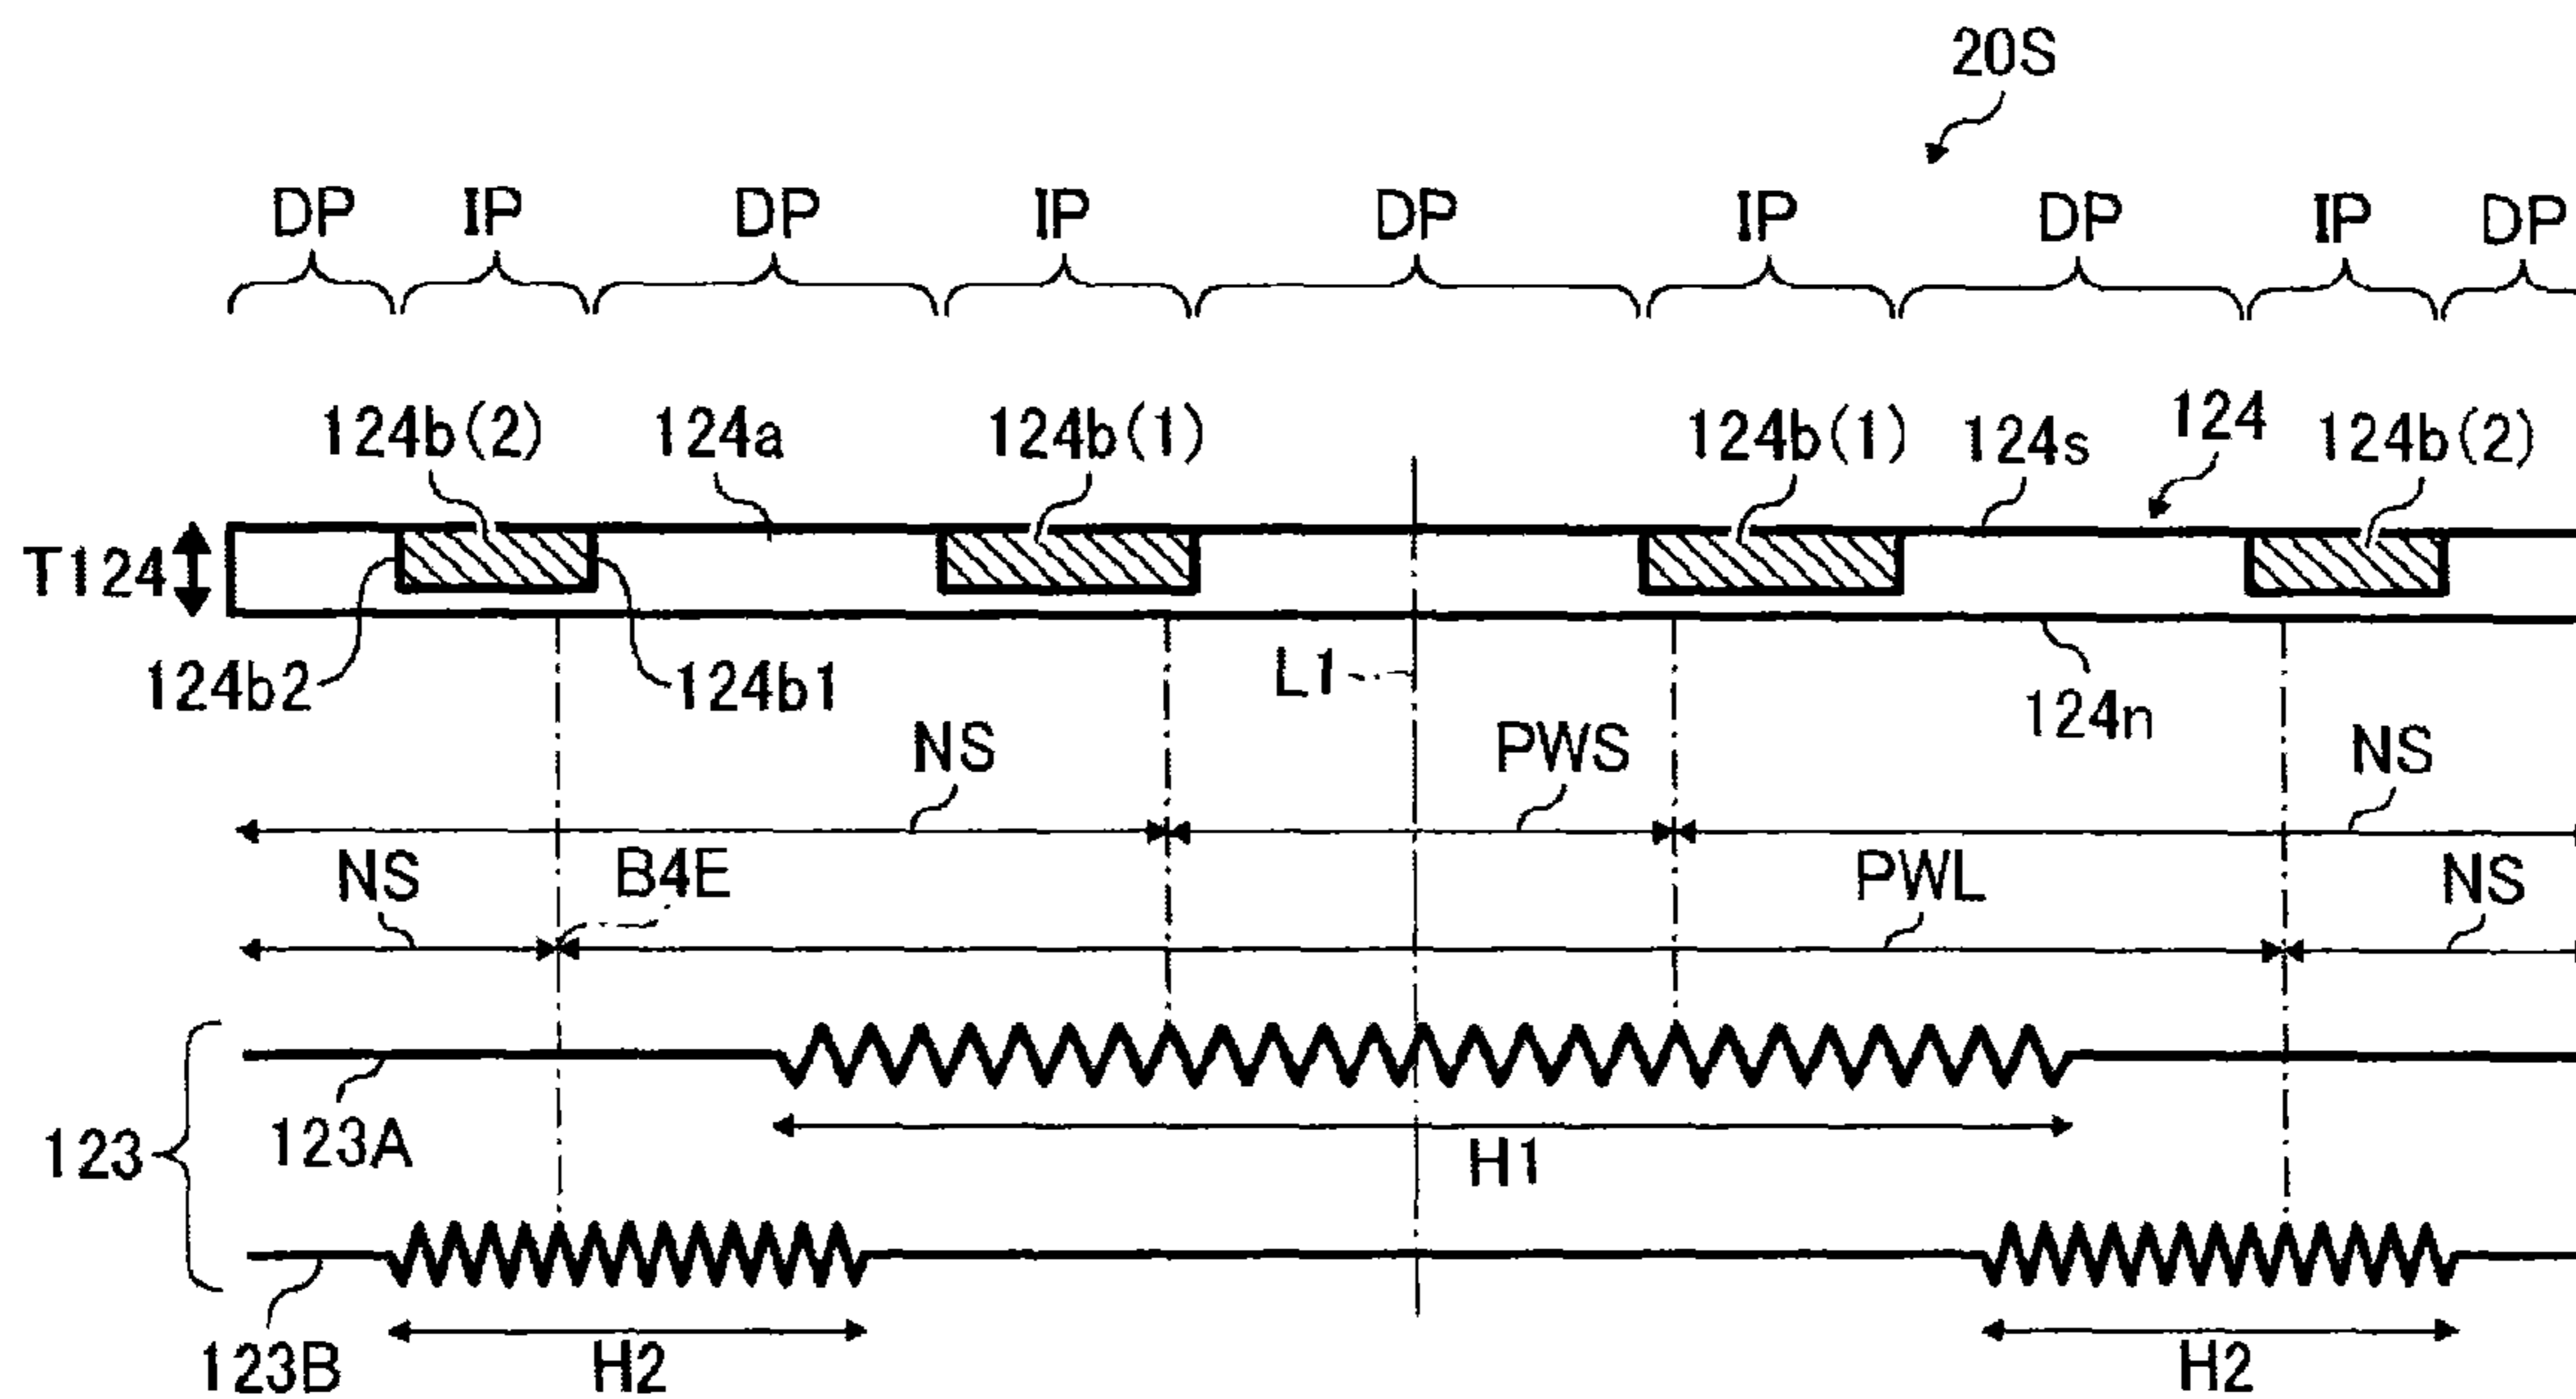 20S
DP IP DP IP DP IP DP IP DP
124b(2) 124a 124b(1) 124b(1) 124s 124 124b(2)
T124
124b2 124b1 L1 124n
NS PWS NS
NS B4E PWL NS
123 123A H1
123B H2 H2